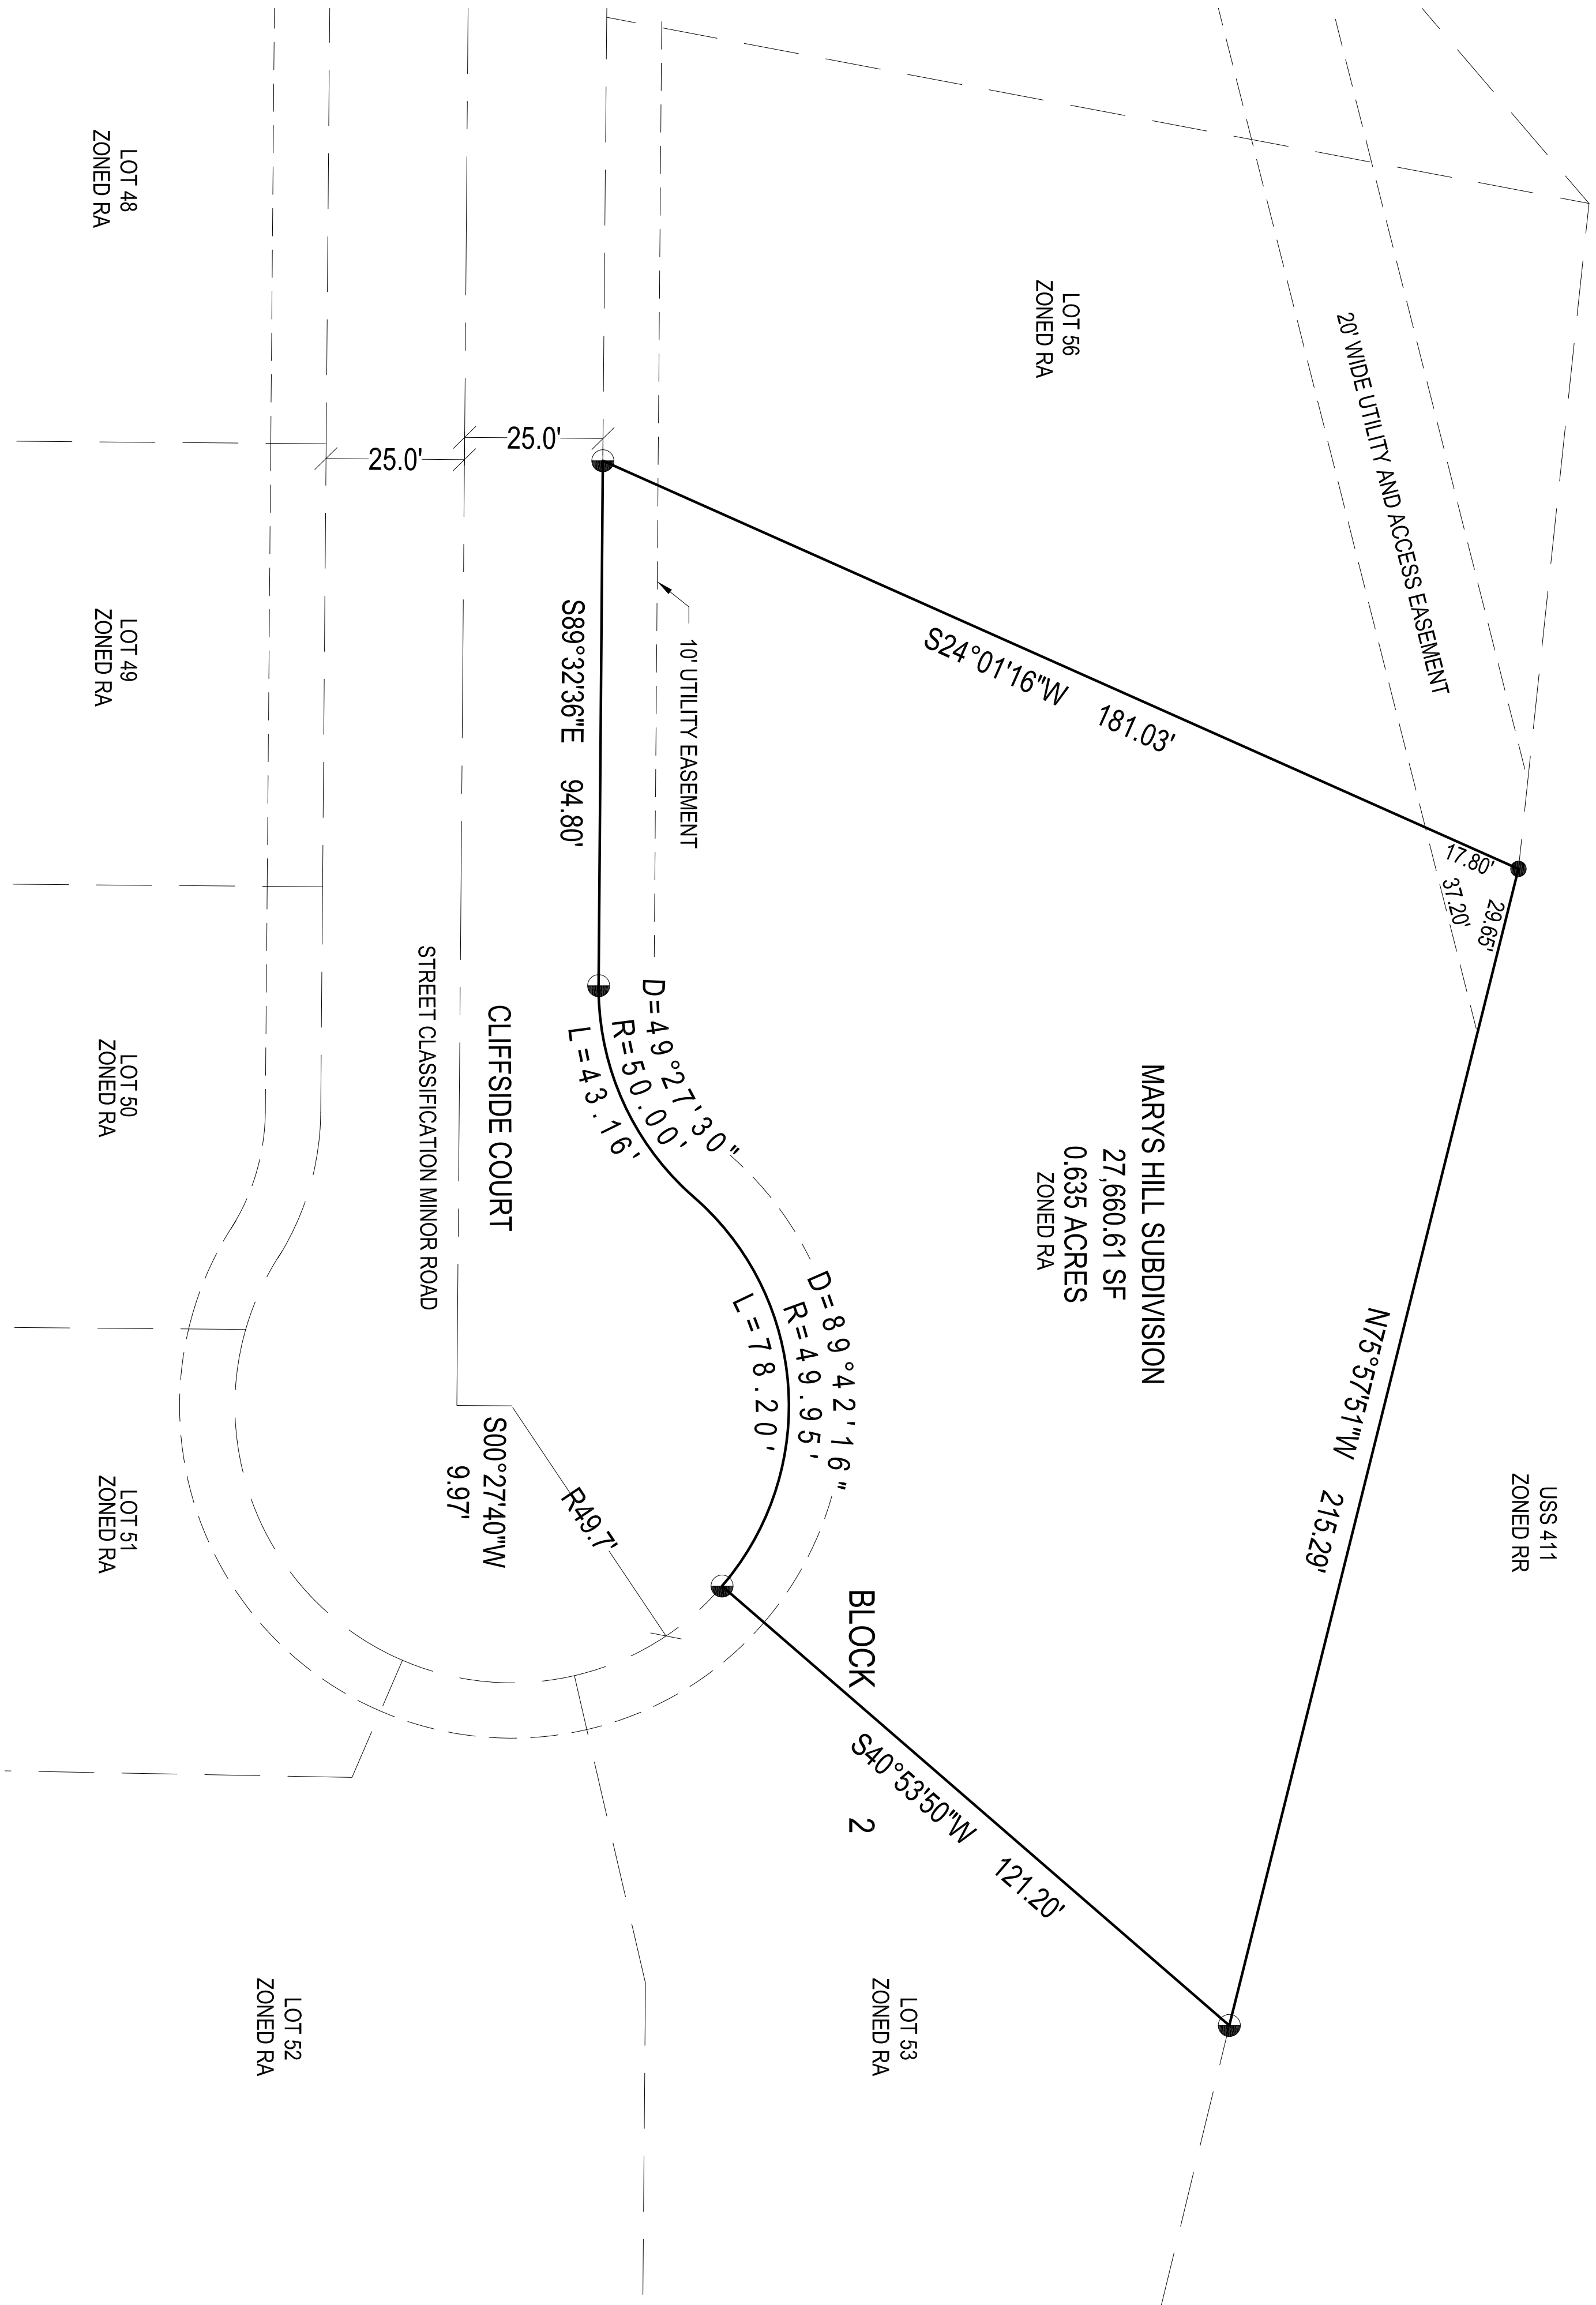 USS 411
ZONED RR
20' WIDE UTILITY AND ACCESS EASEMENT
17.80'
37.20'
29.65'
N75°57'51"W 215.29'
LOT 56
ZONED RA
S24°01'16"W 181.03'
MARYS HILL SUBDIVISION
27,660.61 SF
0.635 ACRES
ZONED RA
BLOCK 2
S40°53'50"W 121.20'
LOT 53
ZONED RA
10' UTILITY EASEMENT
D=49°27'30"
R=50.00'
L=43.16'
D=89°42'16"
R=49.95'
L=78.20'
S89°32'36"E 94.80'
25.0'
25.0'
CLIFFSIDE COURT
STREET CLASSIFICATION MINOR ROAD
R49.7'
S00°27'40"W
9.97'
LOT 52
ZONED RA
LOT 48
ZONED RA
LOT 49
ZONED RA
LOT 50
ZONED RA
LOT 51
ZONED RA